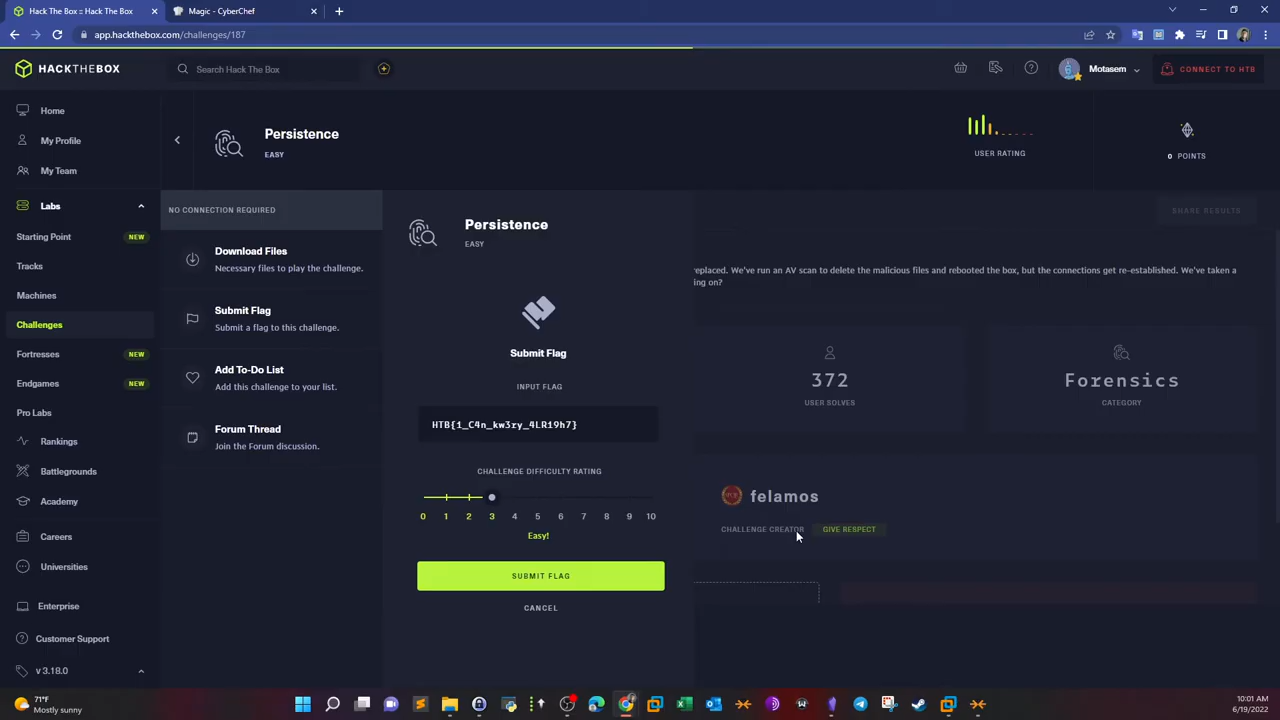 Hack The Box :: Hack The Box
Magic - CyberChef
app.hackthebox.com/challenges/187
HACKTHEBOX
Search Hack The Box
Motasem
CONNECT TO HTB
Home
My Profile
My Team
Labs
Starting Point NEW
Tracks
Machines
Challenges
Fortresses NEW
Endgames NEW
Pro Labs
Rankings
Battlegrounds
Academy
Careers
Universities
Enterprise
Customer Support
v 3.18.0
Persistence
EASY
USER RATING
0 POINTS
NO CONNECTION REQUIRED
Download Files
Necessary files to play the challenge.
Submit Flag
Submit a flag to this challenge.
Add To-Do List
Add this challenge to your list.
Forum Thread
Join the Forum discussion.
Persistence
EASY
Submit Flag
INPUT FLAG
HTB{1_C4n_kw3ry_4LR19h7}
CHALLENGE DIFFICULTY RATING
0 1 2 3 4 5 6 7 8 9 10
Easy!
SUBMIT FLAG
CANCEL
SHARE RESULTS
replaced. We've run an AV scan to delete the malicious files and rebooted the box, but the connections get re-established. We've taken a
ing on?
372
USER SOLVES
Forensics
CATEGORY
felamos
CHALLENGE CREATOR GIVE RESPECT
71°F
Mostly sunny
10:01 AM
6/19/2022